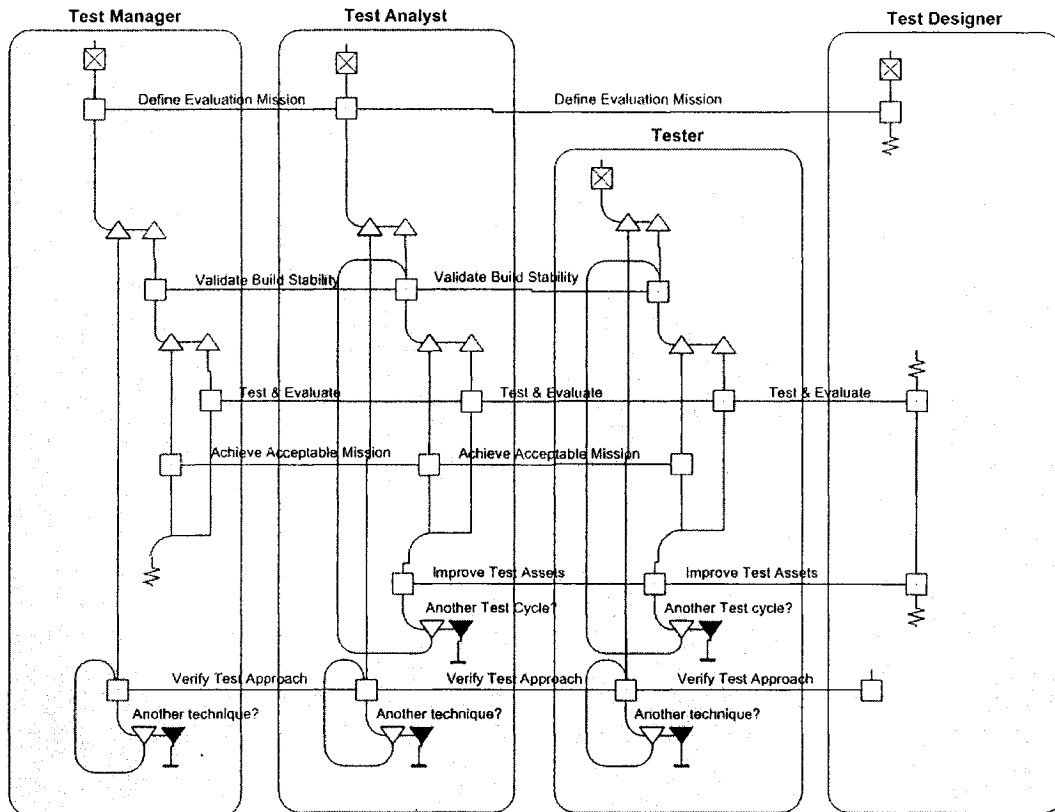 Test Manager
Test Analyst
Test Designer
Define Evaluation Mission
Define Evaluation Mission
Tester
Validate Build Stability
Validate Build Stability
Test & Evaluate
Test & Evaluate
Test & Evaluate
Achieve Acceptable Mission
Achieve Acceptable Mission
Improve Test Assets
Improve Test Assets
Another Test Cycle?
Another Test cycle?
Verify Test Approach
Verify Test Approach
Verify Test Approach
Another technique?
Another technique?
Another technique?